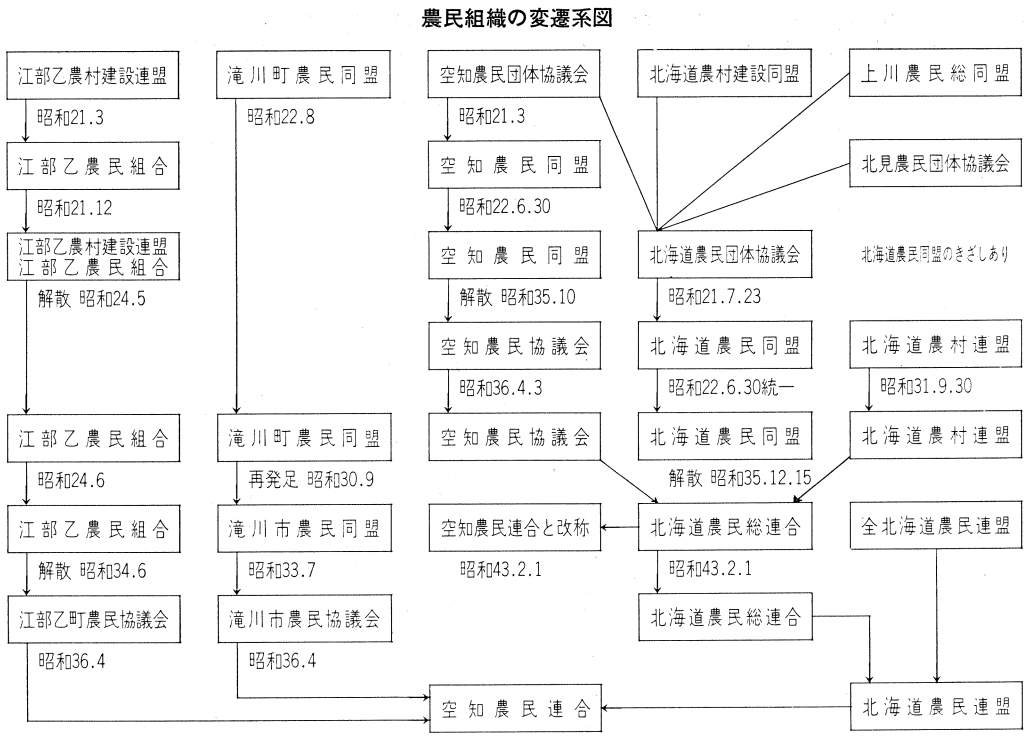 農民組織の変遷系図
江部乙農村建設連盟
昭和21.3
江部乙農民組合
昭和21.12
江部乙農村建設連盟
江部乙農民組合
解散 昭和24.5
江部乙農民組合
昭和24.6
江部乙農民組合
解散 昭和34.6
江部乙町農民協議会
昭和36.4
滝川町農民同盟
昭和22.8
滝川町農民同盟
再発足 昭和30.9
滝川市農民同盟
昭和33.7
滝川市農民協議会
昭和36.4
空知農民団体協議会
昭和21.3
空知農民同盟
昭和22.6.30
空知農民同盟
解散 昭和35.10
空知農民協議会
昭和36.4.3
空知農民協議会
空知農民連合と改称
昭和43.2.1
空知農民連合
北海道農村建設同盟
北海道農民団体協議会
昭和21.7.23
北海道農民同盟
昭和22.6.30統一
北海道農民同盟
解散 昭和35.12.15
北海道農民総連合
昭和43.2.1
北海道農民総連合
上川農民総同盟
北見農民団体協議会
北海道農民同盟のきざしあり
北海道農村連盟
昭和31.9.30
北海道農村連盟
全北海道農民連盟
北海道農民連盟